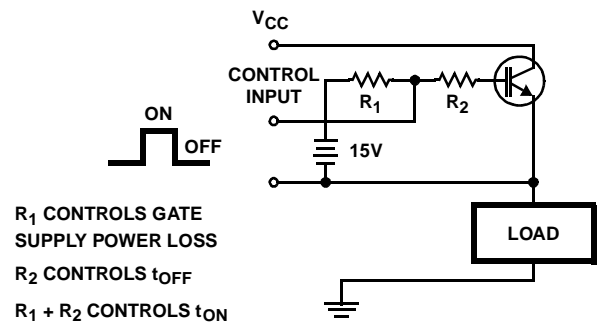 VCC
CONTROL
INPUT
R1
R2
ON
OFF
15V
LOAD
R1 CONTROLS GATE
SUPPLY POWER LOSS
R2 CONTROLS tOFF
R1 + R2 CONTROLS tON